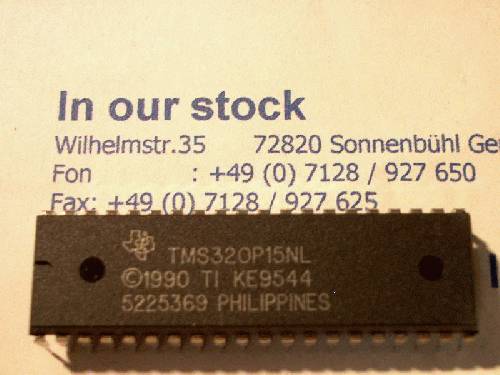 In our stock
Wilhelmstr.35 72820 Sonnenbühl Ger
Fon : +49 (0) 7128 / 927 650
Fax: +49 (0) 7128 / 927 625
TMS320P15NL
©1990 TI KE9544
5225369 PHILIPPINES